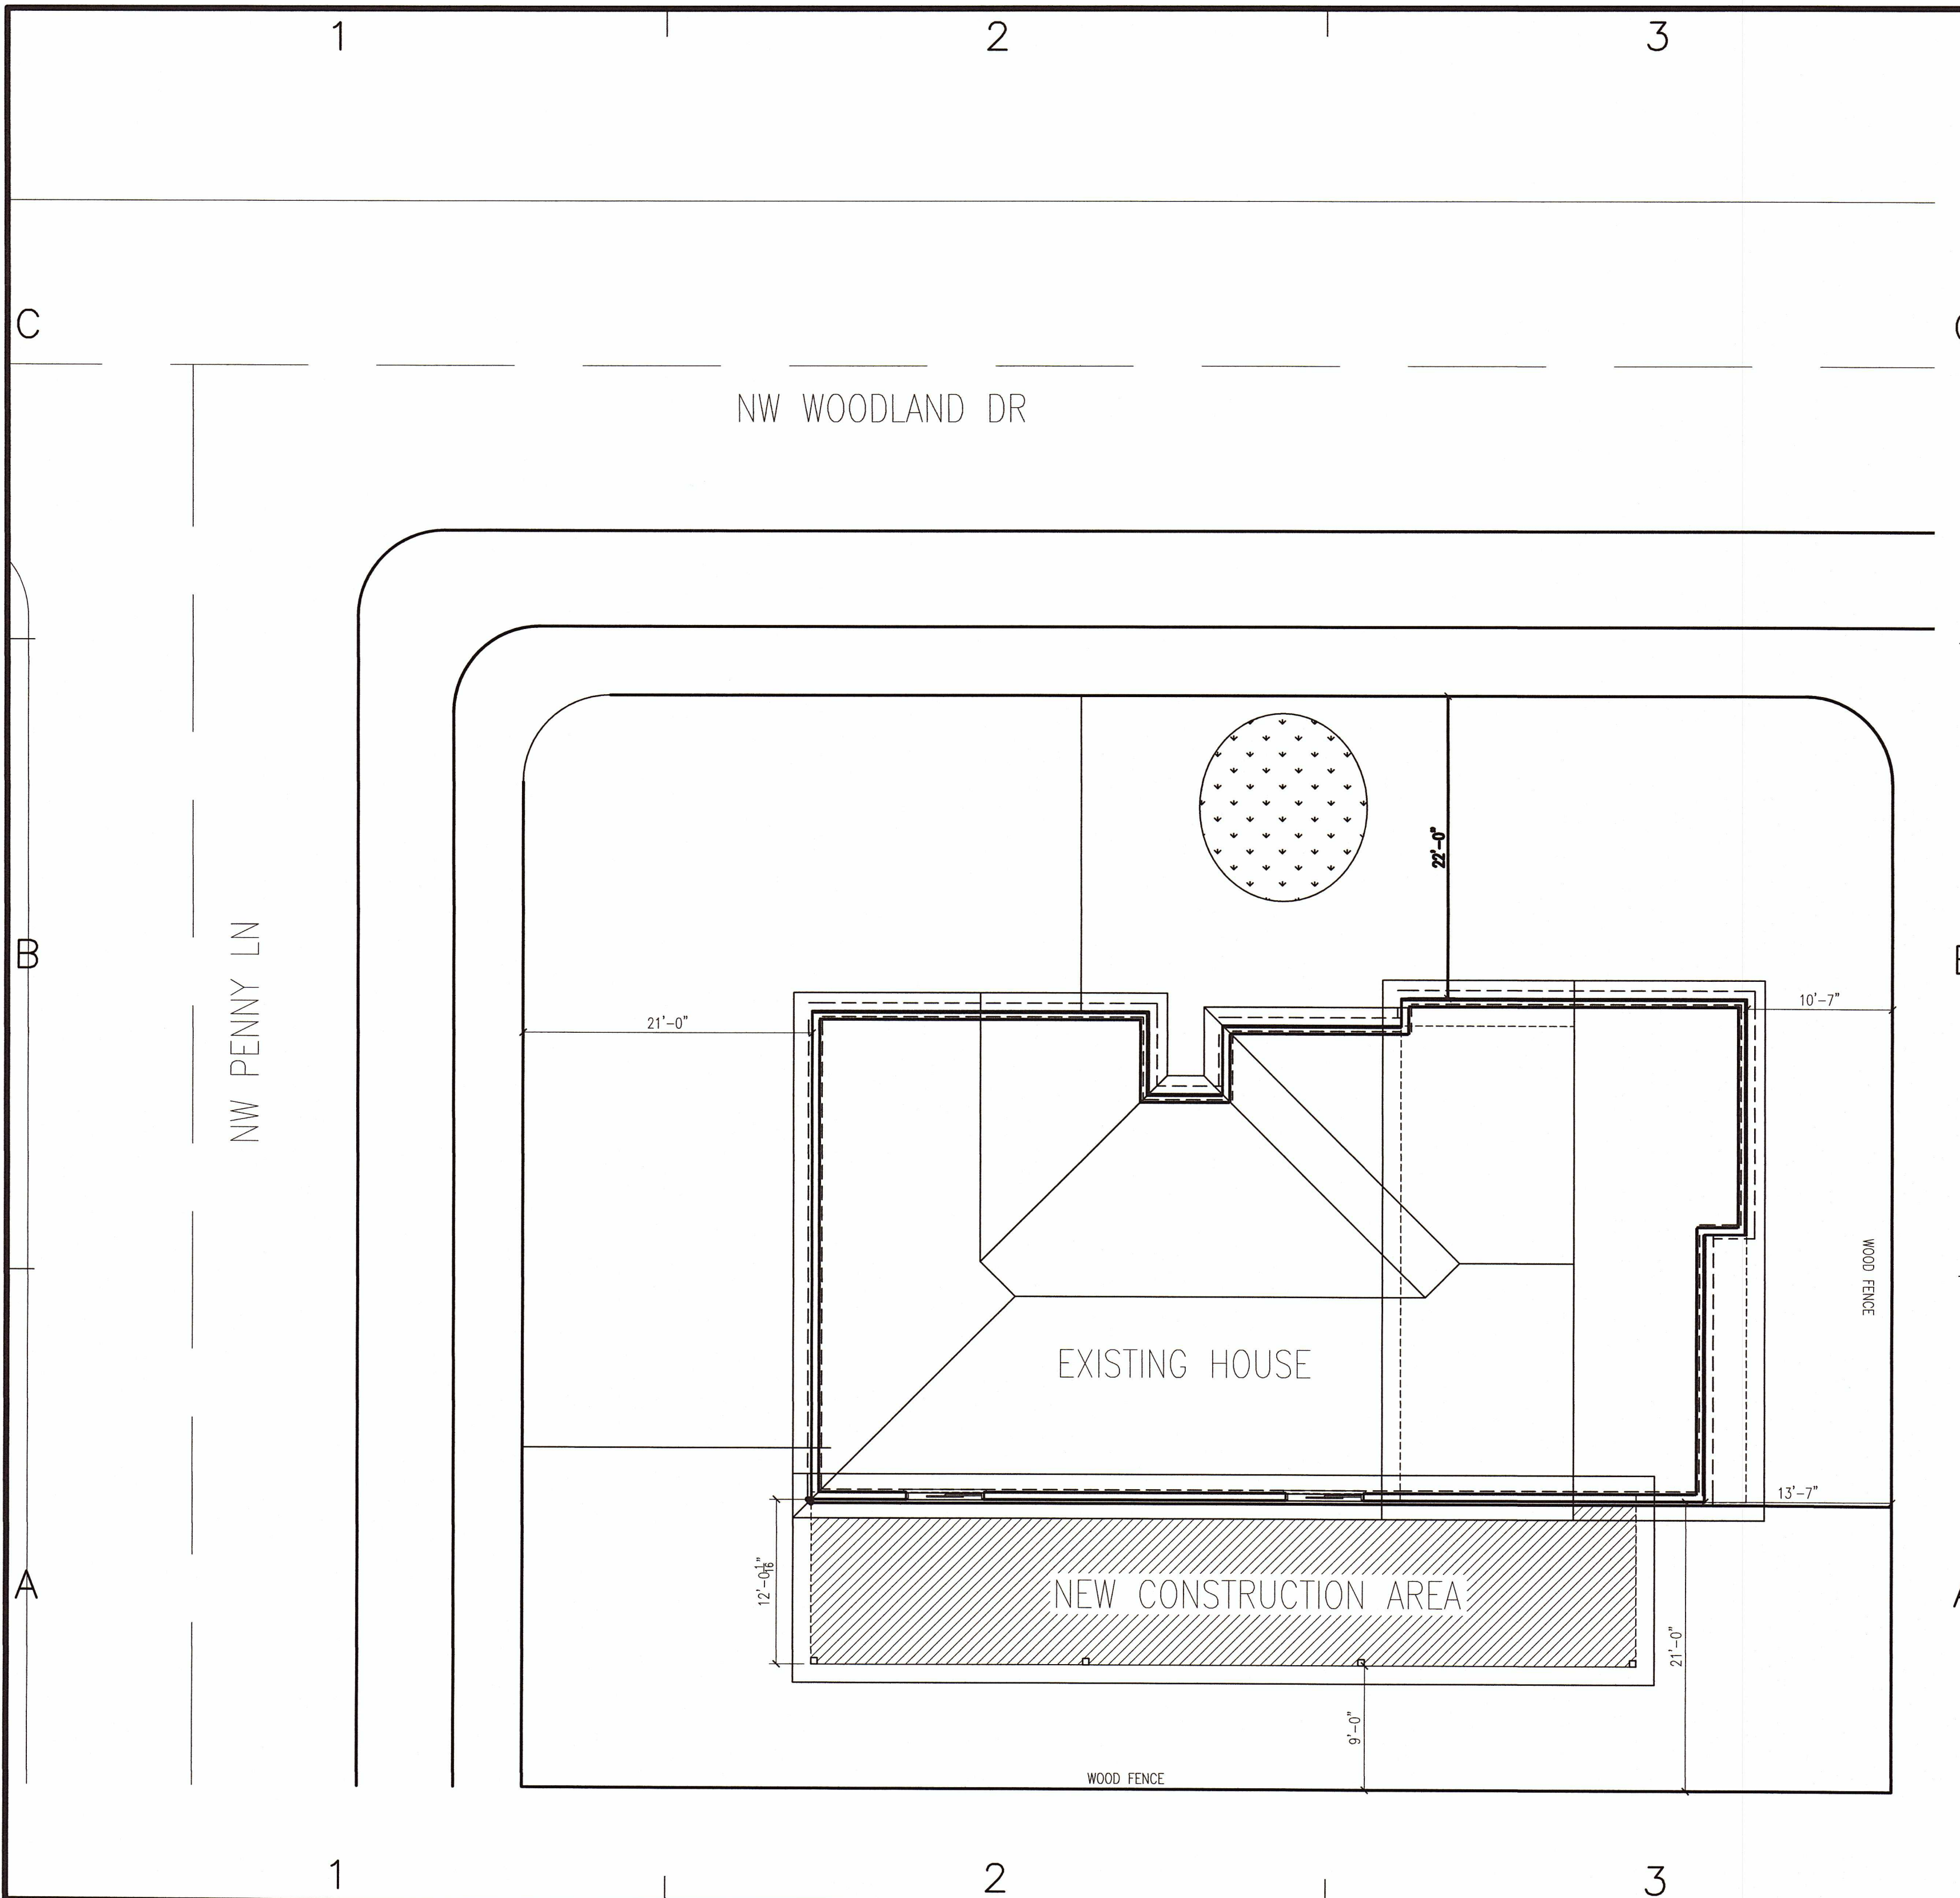 1 2 3
C
NW WOODLAND DR
22'-0"
B
NW PENNY LN
21'-0"
10'-7"
WOOD FENCE
EXISTING HOUSE
13'-7"
12'-0 1/16"
A
NEW CONSTRUCTION AREA
21'-0"
9'-0"
WOOD FENCE
1 2 3